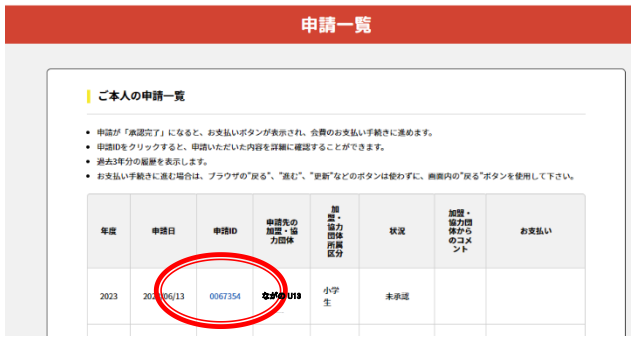 申請一覧
ご本人の申請一覧
申請が「承認完了」になると、お支払いボタンが表示され、会費のお支払い手続きに進めます。
申請IDをクリックすると、申請いただいた内容を詳細に確認することができます。
過去3年分の履歴を表示します。
お支払い手続きに進む場合は、ブラウザの"戻る"、"進む"、"更新"などのボタンは使わずに、画面内の"戻る"ボタンを使用して下さい。
年度
申請日
申請ID
申請先の
加盟・協
力団体
加
盟・
協力
団体
所属
区分
状況
加盟・
協力団
体から
のコメ
ント
お支払い
2023
2023/06/13
0067354
ながのU13
小学
生
未承認